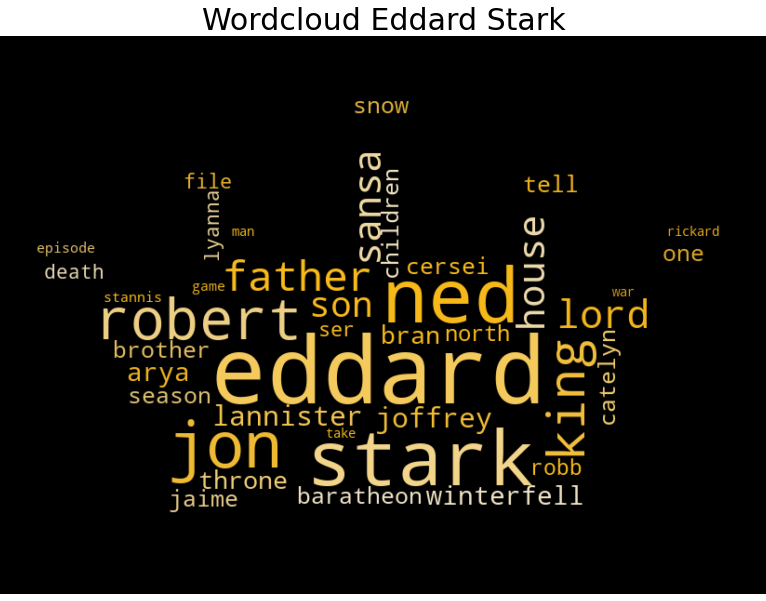 Wordcloud Eddard Stark
snow
sansa
children
file
tell
lyanna
man
house
rickard
episode
one
death
father
cersei
ned
game
stannis
son
war
robert
lord
ser
bran
north
brother
king
catelyn
eddard
arya
season
lannister
joffrey
jon
take
stark
robb
throne
jaime
baratheon
winterfell